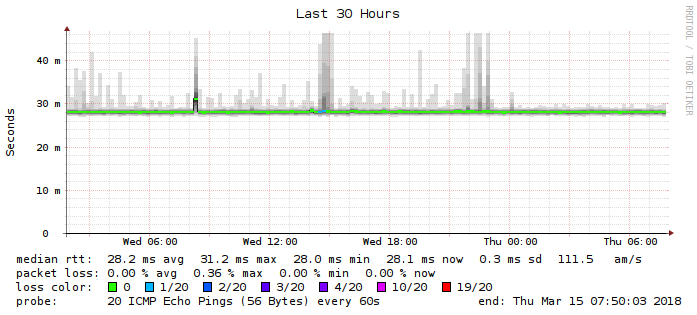 Last 30 Hours
RRDTOOL / TOBI OETIKER
Seconds
40 m
30 m
20 m
10 m
0
Wed 06:00 Wed 12:00 Wed 18:00 Thu 00:00 Thu 06:00
median rtt: 28.2 ms avg 31.2 ms max 28.0 ms min 28.1 ms now 0.3 ms sd 111.5 am/s
packet loss: 0.00 % avg 0.36 % max 0.00 % min 0.00 % now
loss color: 0 1/20 2/20 3/20 4/20 10/20 19/20
probe: 20 ICMP Echo Pings (56 Bytes) every 60s end: Thu Mar 15 07:50:03 2018